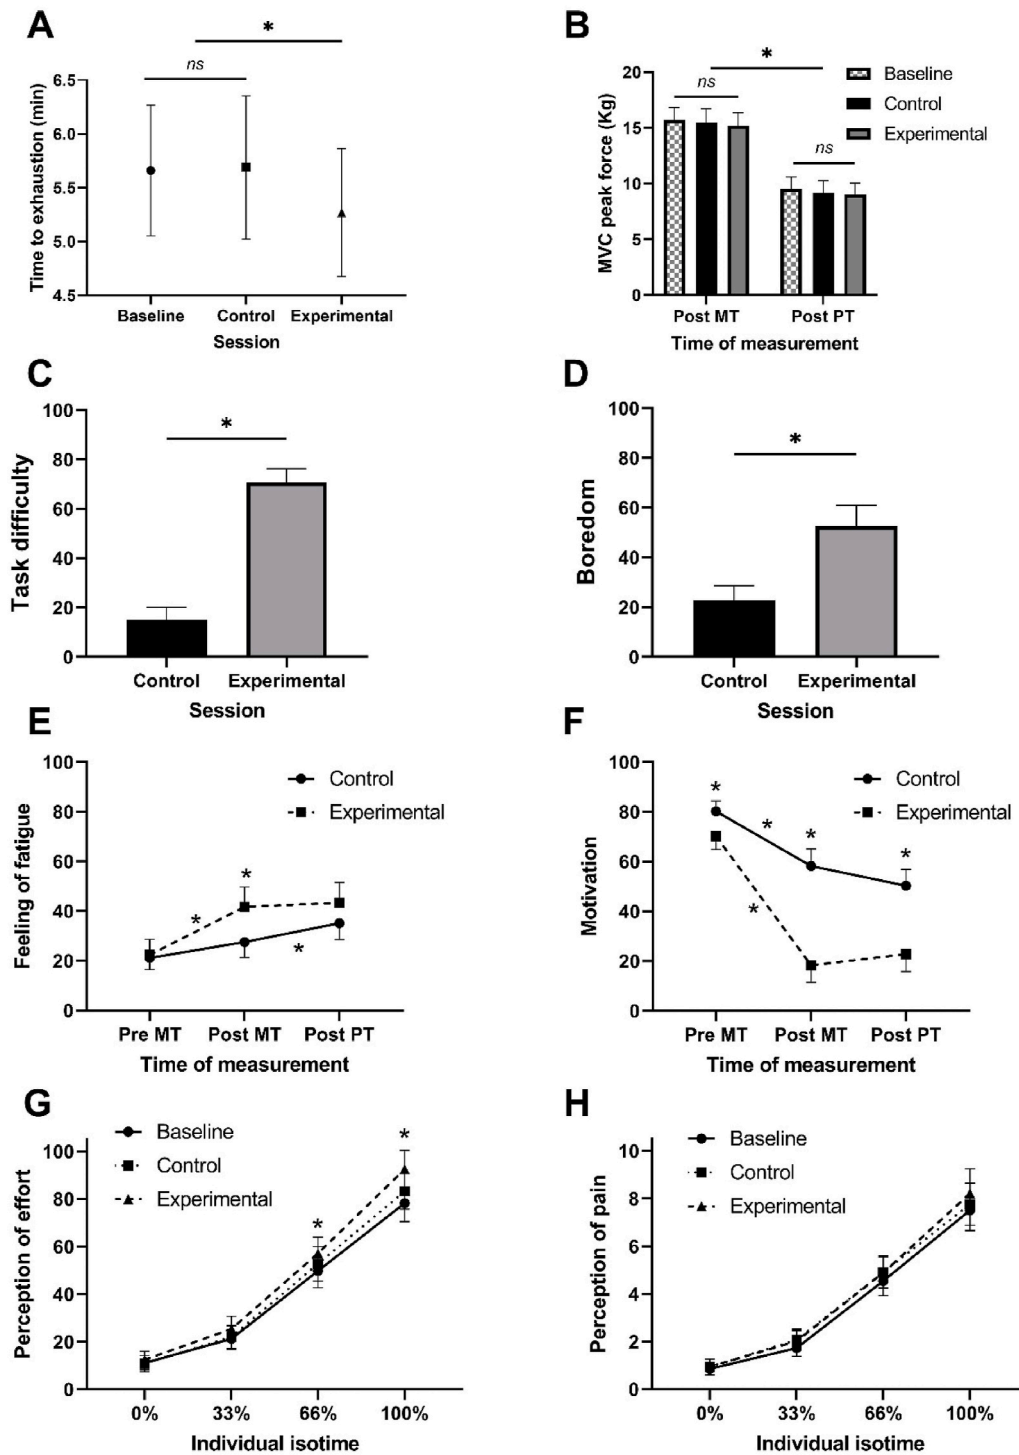 A
*
ns
Time to exhaustion (min)
6.5
6.0
5.5
5.0
4.5
Baseline Control Experimental
Session
B
*
ns
ns
MVC peak force (Kg)
20
15
10
5
0
Post MT Post PT
Time of measurement
Baseline
Control
Experimental
C
*
Task difficulty
100
80
60
40
20
0
Control Experimental
Session
D
*
Boredom
100
80
60
40
20
0
Control Experimental
Session
E
Control
Experimental
Feeling of fatigue
100
80
60
40
20
0
*
*
*
Pre MT Post MT Post PT
Time of measurement
F
Control
Experimental
Motivation
100
80
60
40
20
0
*
*
*
*
*
Pre MT Post MT Post PT
Time of measurement
G
Baseline
Control
Experimental
Perception of effort
100
80
60
40
20
0
*
*
0% 33% 66% 100%
Individual isotime
H
Baseline
Control
Experimental
Perception of pain
10
8
6
4
2
0
0% 33% 66% 100%
Individual isotime